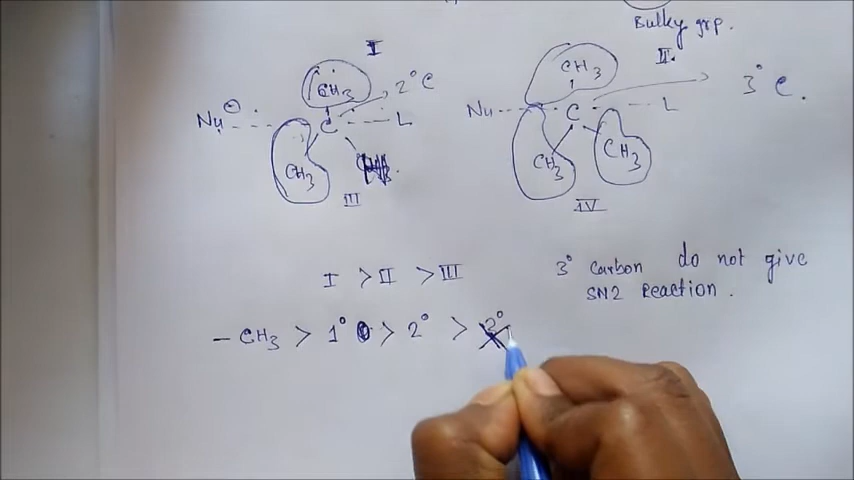 Bulky grp.
I
II.
CH3
2° C
CH3
3° C.
Nu⊖ C L
Nu C L
CH3
CH3 CH3
III
IV
I > II > III
3° Carbon do not give
SN2 Reaction.
- CH3 > 1° > 2° >